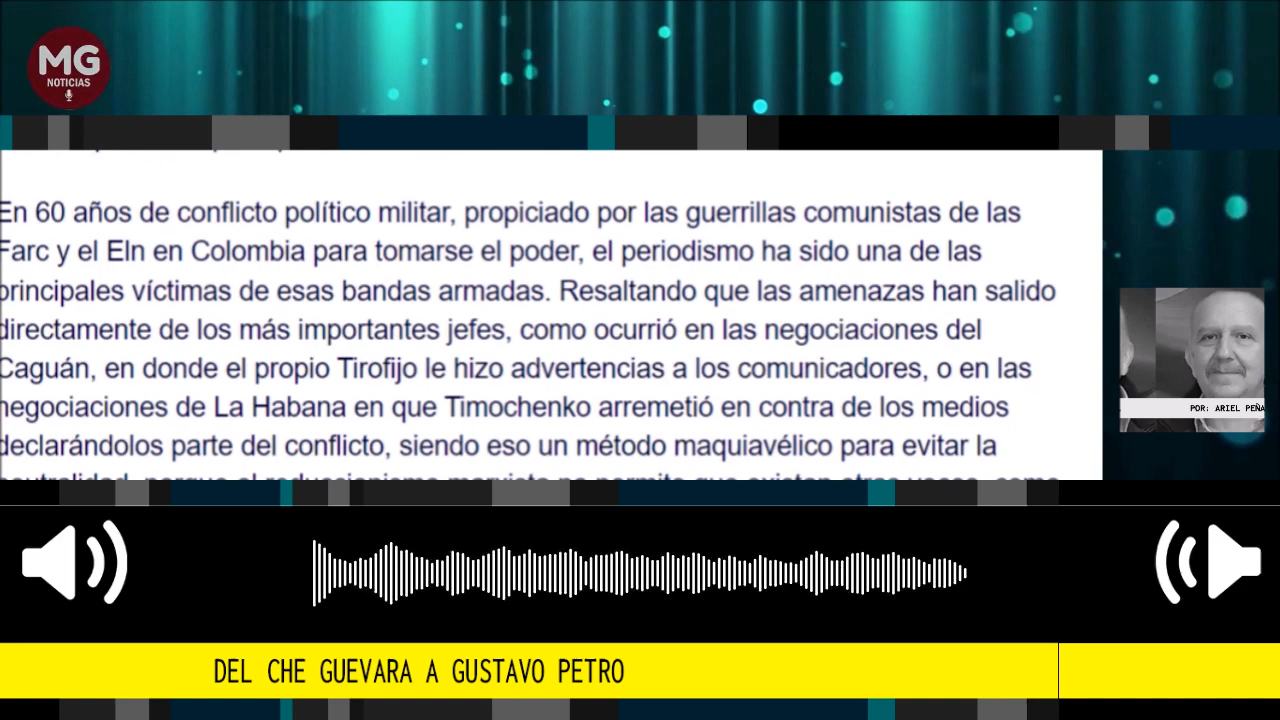 MG
NOTICIAS
En 60 años de conflicto político militar, propiciado por las guerrillas comunistas de las
Farc y el Eln en Colombia para tomarse el poder, el periodismo ha sido una de las
principales víctimas de esas bandas armadas. Resaltando que las amenazas han salido
directamente de los más importantes jefes, como ocurrió en las negociaciones del
Caguán, en donde el propio Tirofijo le hizo advertencias a los comunicadores, o en las
negociaciones de La Habana en que Timochenko arremetió en contra de los medios
declarándolos parte del conflicto, siendo eso un método maquiavélico para evitar la
POR: ARIEL PEÑA
DEL CHE GUEVARA A GUSTAVO PETRO